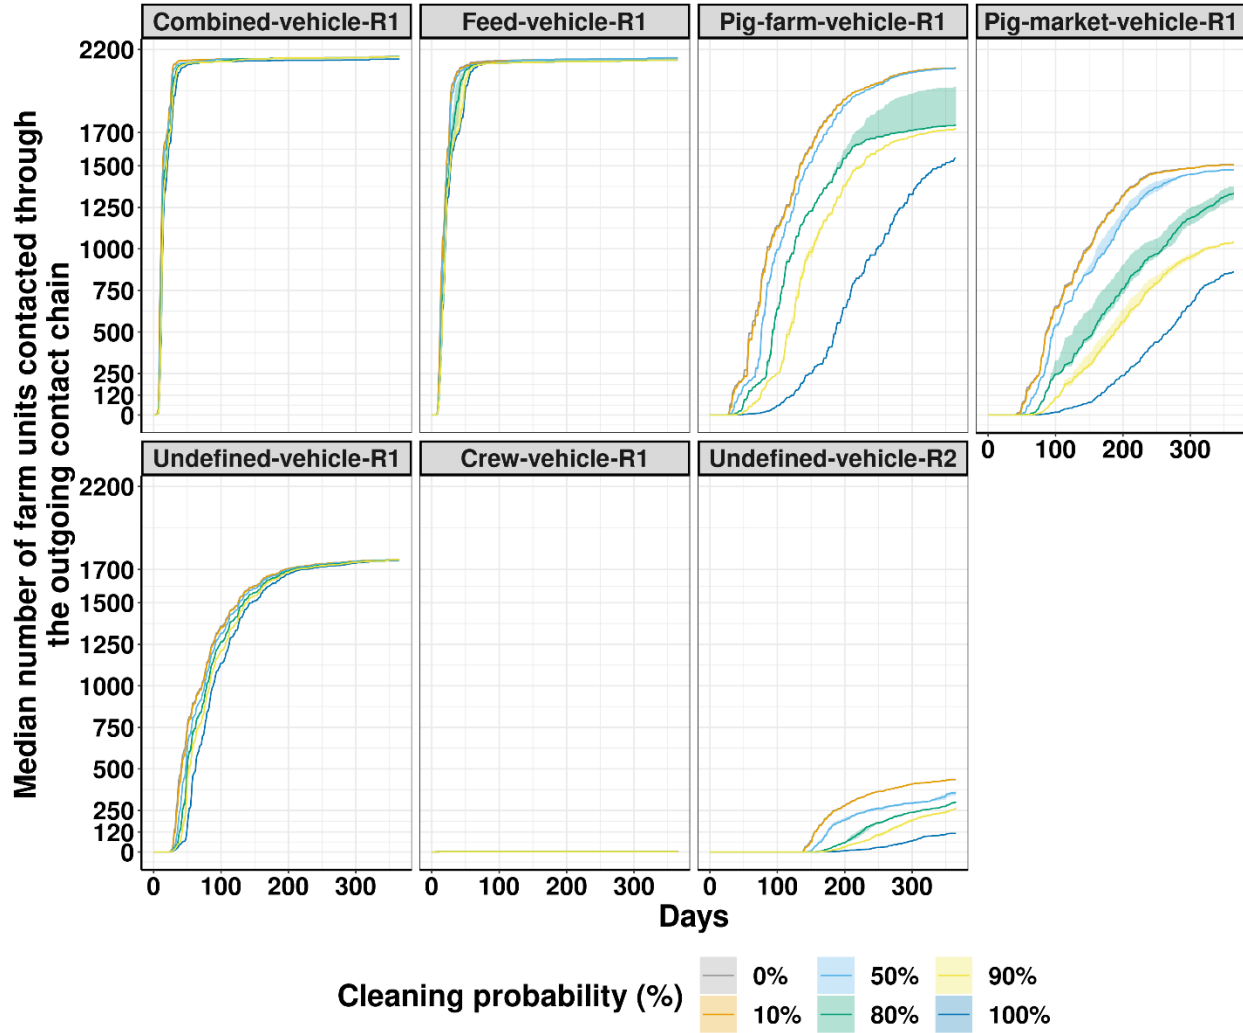 Combined-vehicle-R1
Feed-vehicle-R1
Pig-farm-vehicle-R1
Pig-market-vehicle-R1
Median number of farm units contacted through
the outgoing contact chain
2200
1700
1500
1250
1000
750
500
250
120
0
0 100 200 300
Undefined-vehicle-R1
Crew-vehicle-R1
Undefined-vehicle-R2
2200
1700
1500
1250
1000
750
500
250
120
0
0 100 200 300
0 100 200 300
0 100 200 300
Days
Cleaning probability (%)
0% 50% 90%
10% 80% 100%